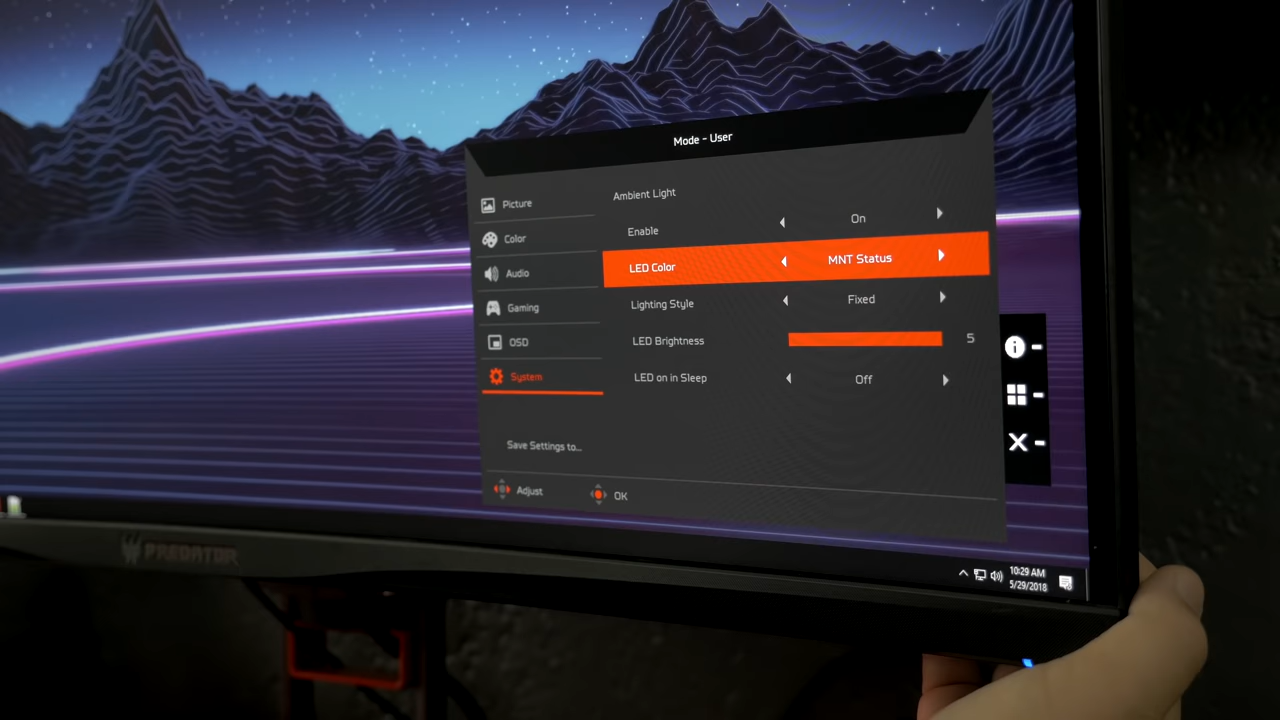 Mode - User
Picture
Color
Audio
Gaming
OSD
System
Save Settings to...
Ambient Light
Enable On
LED Color MNT Status
Lighting Style Fixed
LED Brightness 5
LED on in Sleep Off
Adjust OK
PREDATOR
10:29 AM
5/29/2018